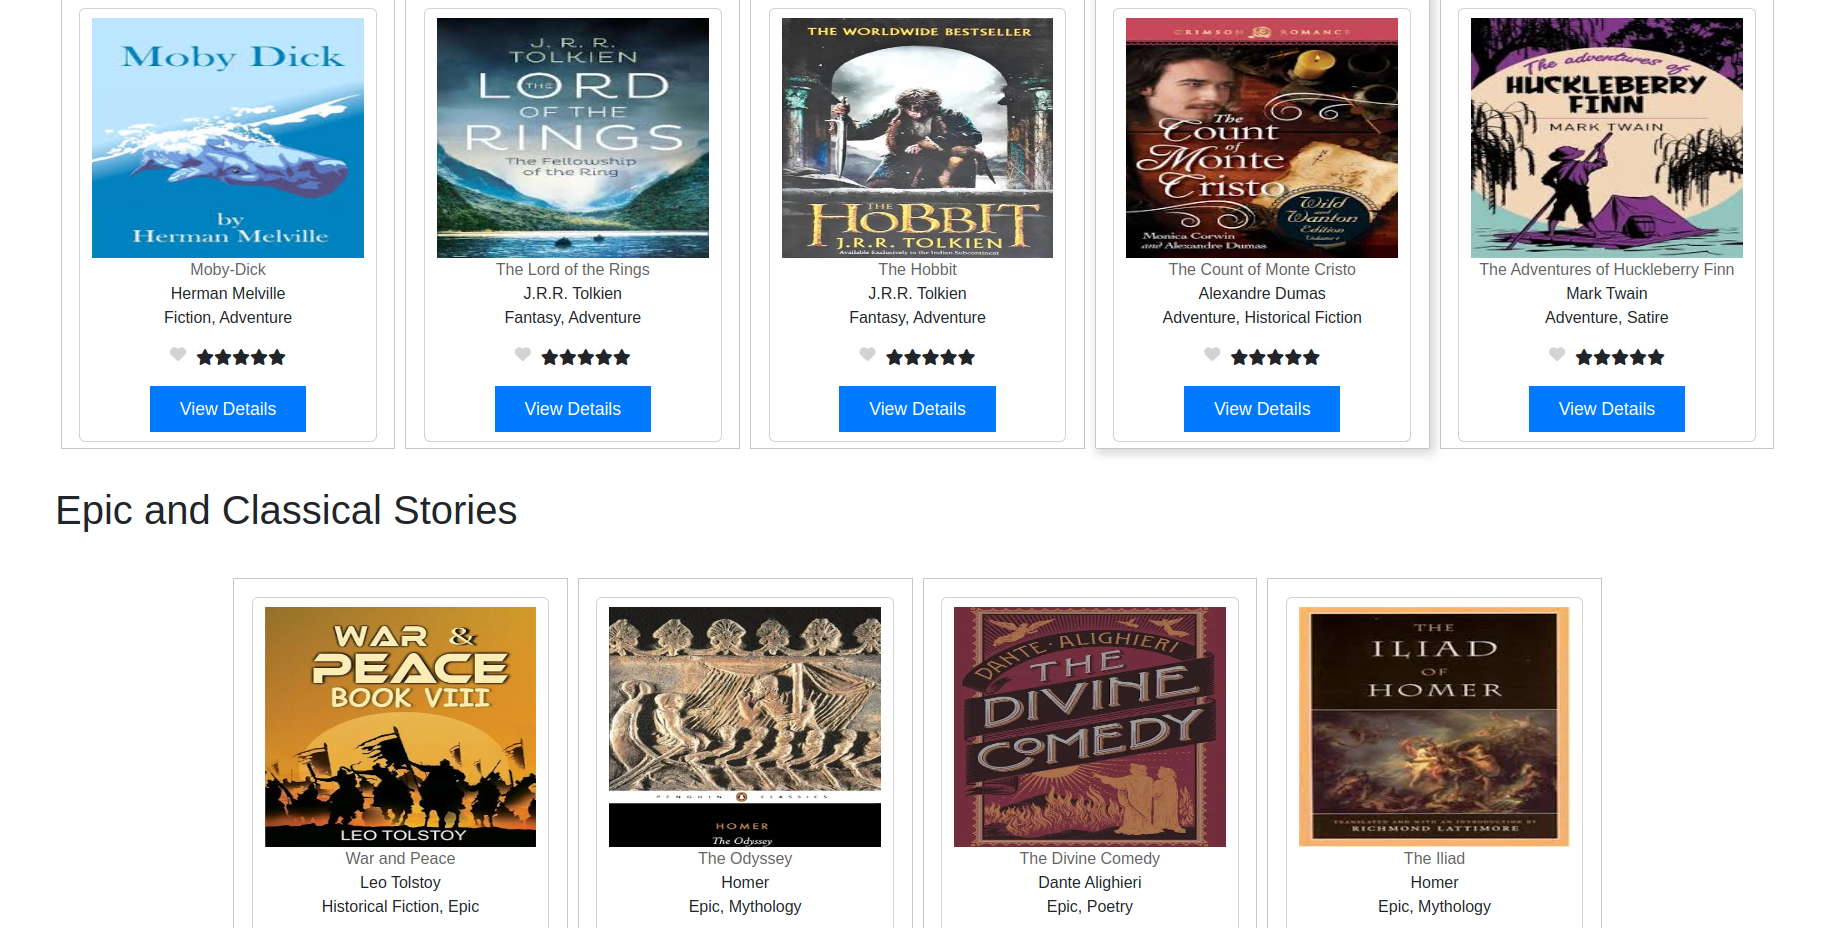 Moby Dick
by
Herman Melville
Moby-Dick
Herman Melville
Fiction, Adventure
View Details
J. R. R.
TOLKIEN
THE
LORD
OF THE
RINGS
The Fellowship
of the Ring
The Lord of the Rings
J.R.R. Tolkien
Fantasy, Adventure
View Details
THE WORLDWIDE BESTSELLER
THE
HOBBIT
J.R.R. TOLKIEN
Available Exclusively in the Indian Subcontinent
The Hobbit
J.R.R. Tolkien
Fantasy, Adventure
View Details
CRIMSON ROMANCE
The
Count
of
Monte
Cristo
Wild
and
Wanton
Edition
Volume 1
Monica Corwin
and Alexandre Dumas
The Count of Monte Cristo
Alexandre Dumas
Adventure, Historical Fiction
View Details
The adventures of
HUCKLEBERRY
FINN
MARK TWAIN
The Adventures of Huckleberry Finn
Mark Twain
Adventure, Satire
View Details
Epic and Classical Stories
WAR &
PEACE
BOOK VIII
LEO TOLSTOY
War and Peace
Leo Tolstoy
Historical Fiction, Epic
PENGUIN CLASSICS
HOMER
The Odyssey
The Odyssey
Homer
Epic, Mythology
DANTE · ALIGHIERI
THE
DIVINE
COMEDY
The Divine Comedy
Dante Alighieri
Epic, Poetry
THE
ILIAD
OF
HOMER
TRANSLATED AND WITH AN INTRODUCTION BY
RICHMOND LATTIMORE
The Iliad
Homer
Epic, Mythology